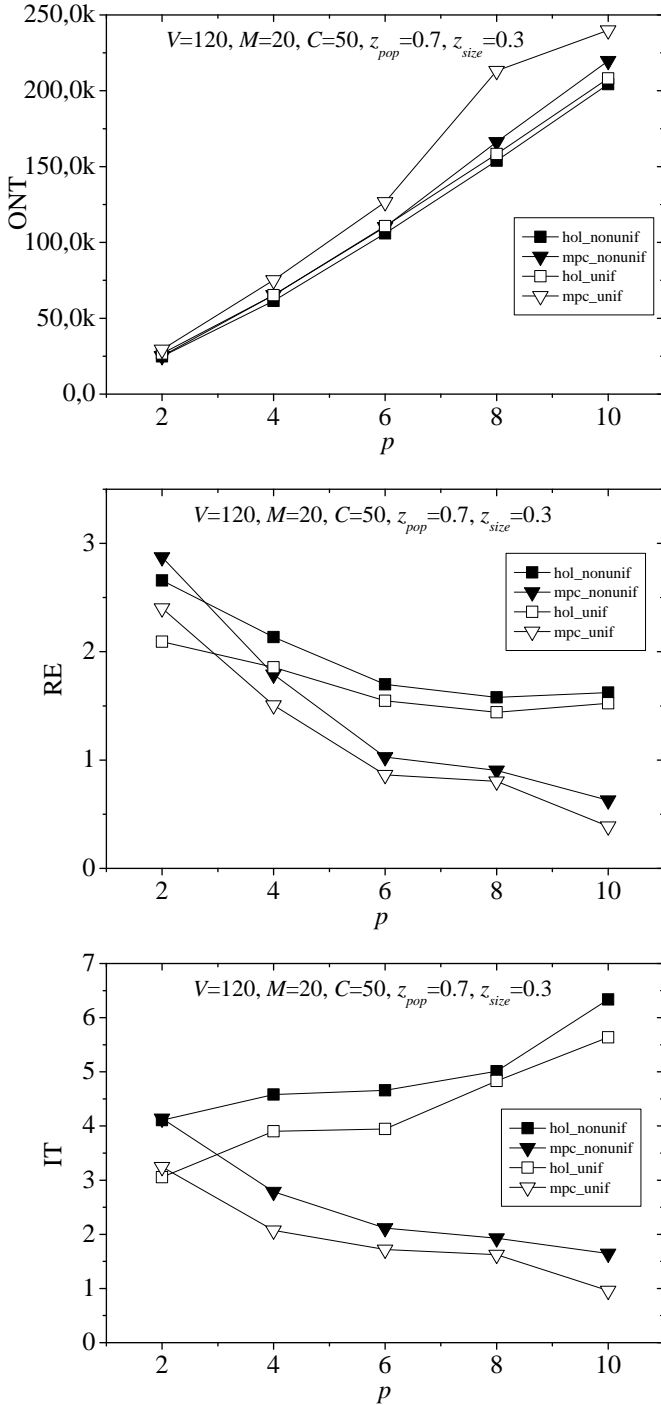 250,0k
V=120, M=20, C=50, z_pop=0.7, z_size=0.3
200,0k
150,0k
ONT
100,0k
hol_nonunif
mpc_nonunif
hol_unif
mpc_unif
50,0k
0,0
2 4 6 8 10
p
V=120, M=20, C=50, z_pop=0.7, z_size=0.3
3
hol_nonunif
mpc_nonunif
hol_unif
mpc_unif
2
RE
1
0
2 4 6 8 10
p
7
V=120, M=20, C=50, z_pop=0.7, z_size=0.3
6
5
4
IT
hol_nonunif
mpc_nonunif
hol_unif
mpc_unif
3
2
1
0
2 4 6 8 10
p